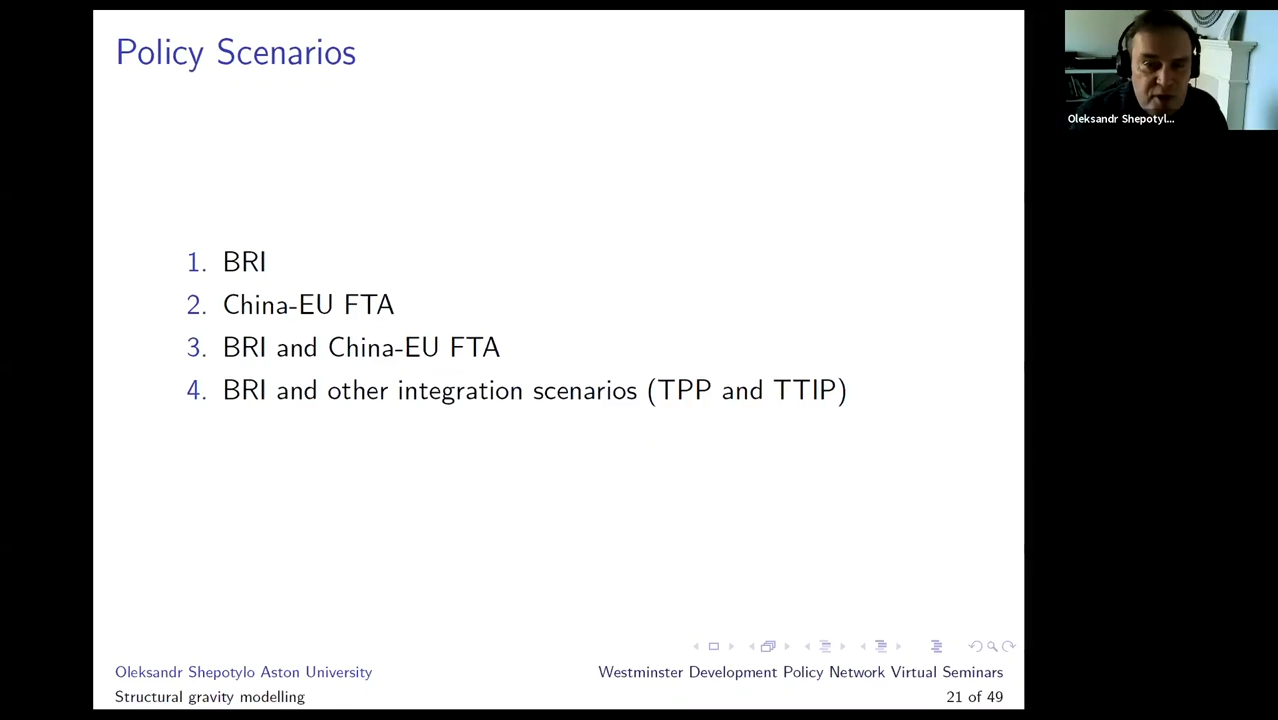 Policy Scenarios
Oleksandr Shepotyl...
1. BRI
2. China-EU FTA
3. BRI and China-EU FTA
4. BRI and other integration scenarios (TPP and TTIP)
Oleksandr Shepotylo Aston University
Westminster Development Policy Network Virtual Seminars
Structural gravity modelling
21 of 49